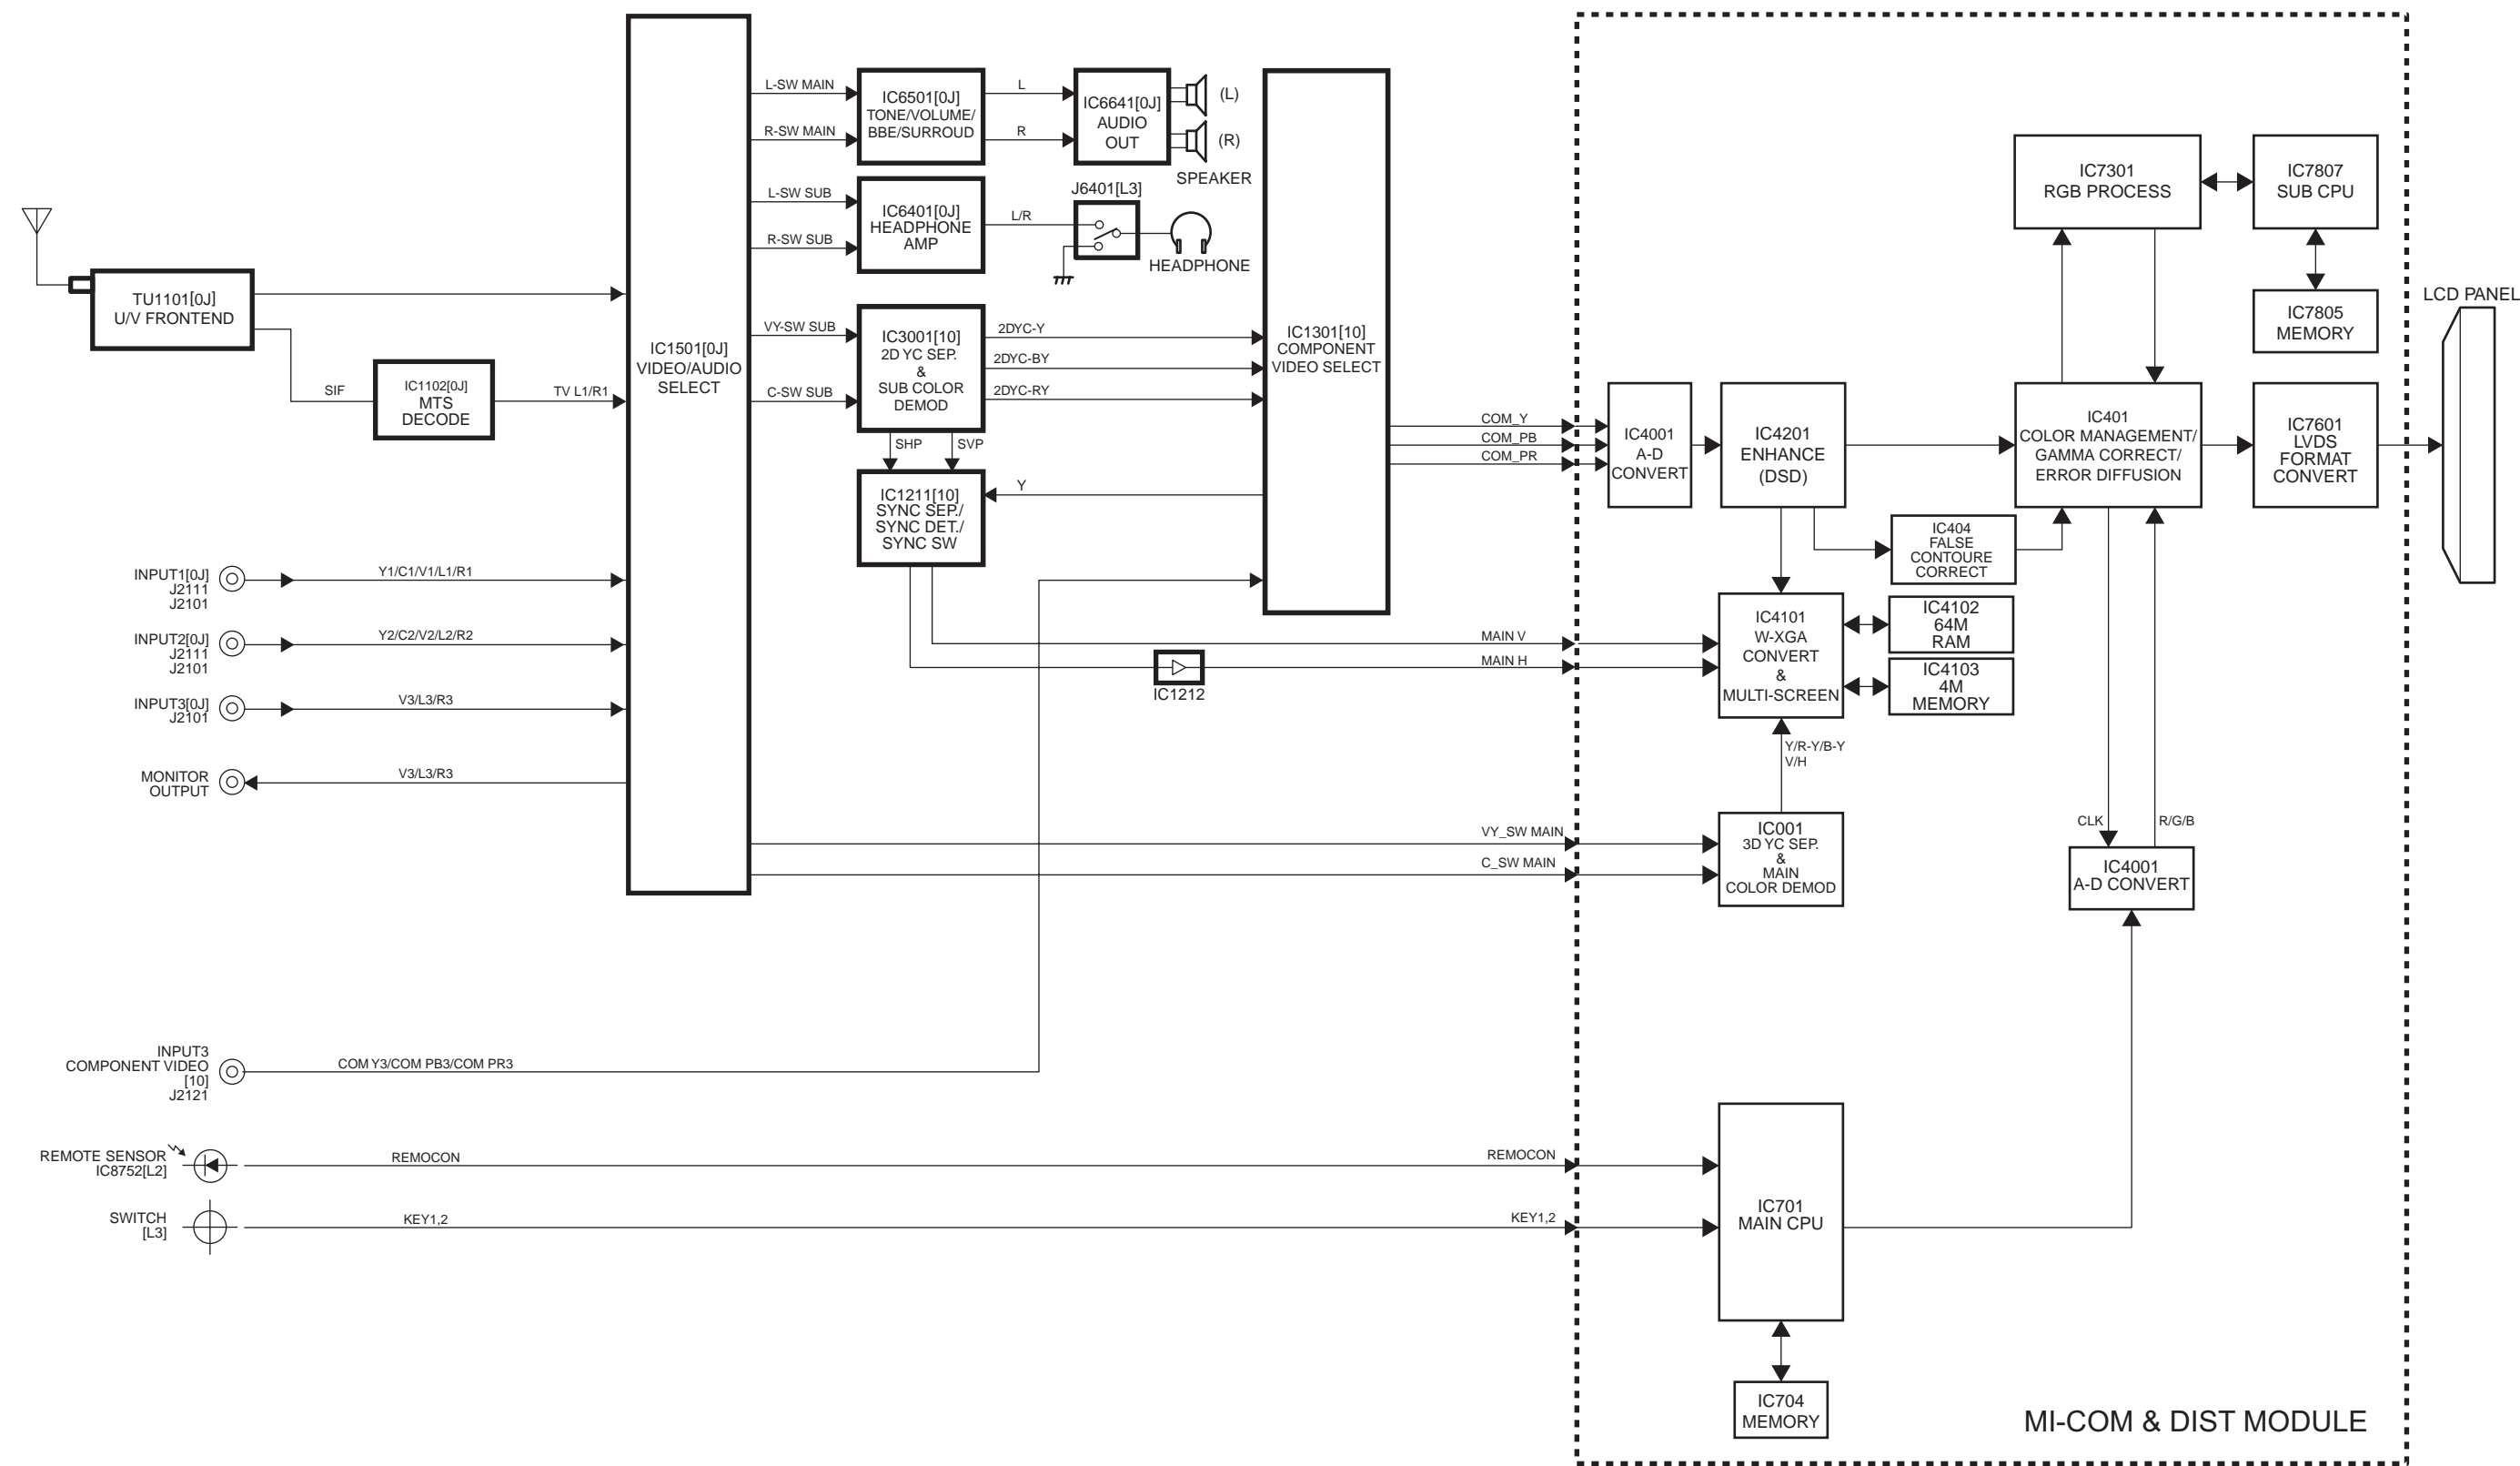 L-SW MAIN
R-SW MAIN
IC6501[0J]
TONE/VOLUME/
BBE/SURROUD
L
R
IC6641[0J]
AUDIO
OUT
(L)
(R)
SPEAKER
L-SW SUB
R-SW SUB
IC6401[0J]
HEADPHONE
AMP
L/R
J6401[L3]
HEADPHONE
TU1101[0J]
U/V FRONTEND
SIF
IC1102[0J]
MTS
DECODE
TV L1/R1
IC1501[0J]
VIDEO/AUDIO
SELECT
VY-SW SUB
C-SW SUB
IC3001[10]
2D YC SEP.
&
SUB COLOR
DEMOD
2DYC-Y
2DYC-BY
2DYC-RY
SHP
SVP
IC1211[10]
SYNC SEP./
SYNC DET./
SYNC SW
Y
IC1301[10]
COMPONENT
VIDEO SELECT
COM_Y
COM_PB
COM_PR
MAIN V
MAIN H
IC1212
INPUT1[0J]
J2111
J2101
Y1/C1/V1/L1/R1
INPUT2[0J]
J2111
J2101
Y2/C2/V2/L2/R2
INPUT3[0J]
J2101
V3/L3/R3
MONITOR
OUTPUT
V3/L3/R3
VY_SW MAIN
C_SW MAIN
INPUT3
COMPONENT VIDEO
[10]
J2121
COM Y3/COM PB3/COM PR3
REMOTE SENSOR
IC8752[L2]
REMOCON
REMOCON
SWITCH
[L3]
KEY1,2
KEY1,2
IC7301
RGB PROCESS
IC7807
SUB CPU
IC7805
MEMORY
LCD PANEL
IC4001
A-D
CONVERT
IC4201
ENHANCE
(DSD)
IC401
COLOR MANAGEMENT/
GAMMA CORRECT/
ERROR DIFFUSION
IC7601
LVDS
FORMAT
CONVERT
IC404
FALSE
CONTOURE
CORRECT
IC4101
W-XGA
CONVERT
&
MULTI-SCREEN
IC4102
64M
RAM
IC4103
4M
MEMORY
Y/R-Y/B-Y
V/H
IC001
3D YC SEP.
&
MAIN
COLOR DEMOD
CLK
R/G/B
IC4001
A-D CONVERT
IC701
MAIN CPU
IC704
MEMORY
MI-COM & DIST MODULE